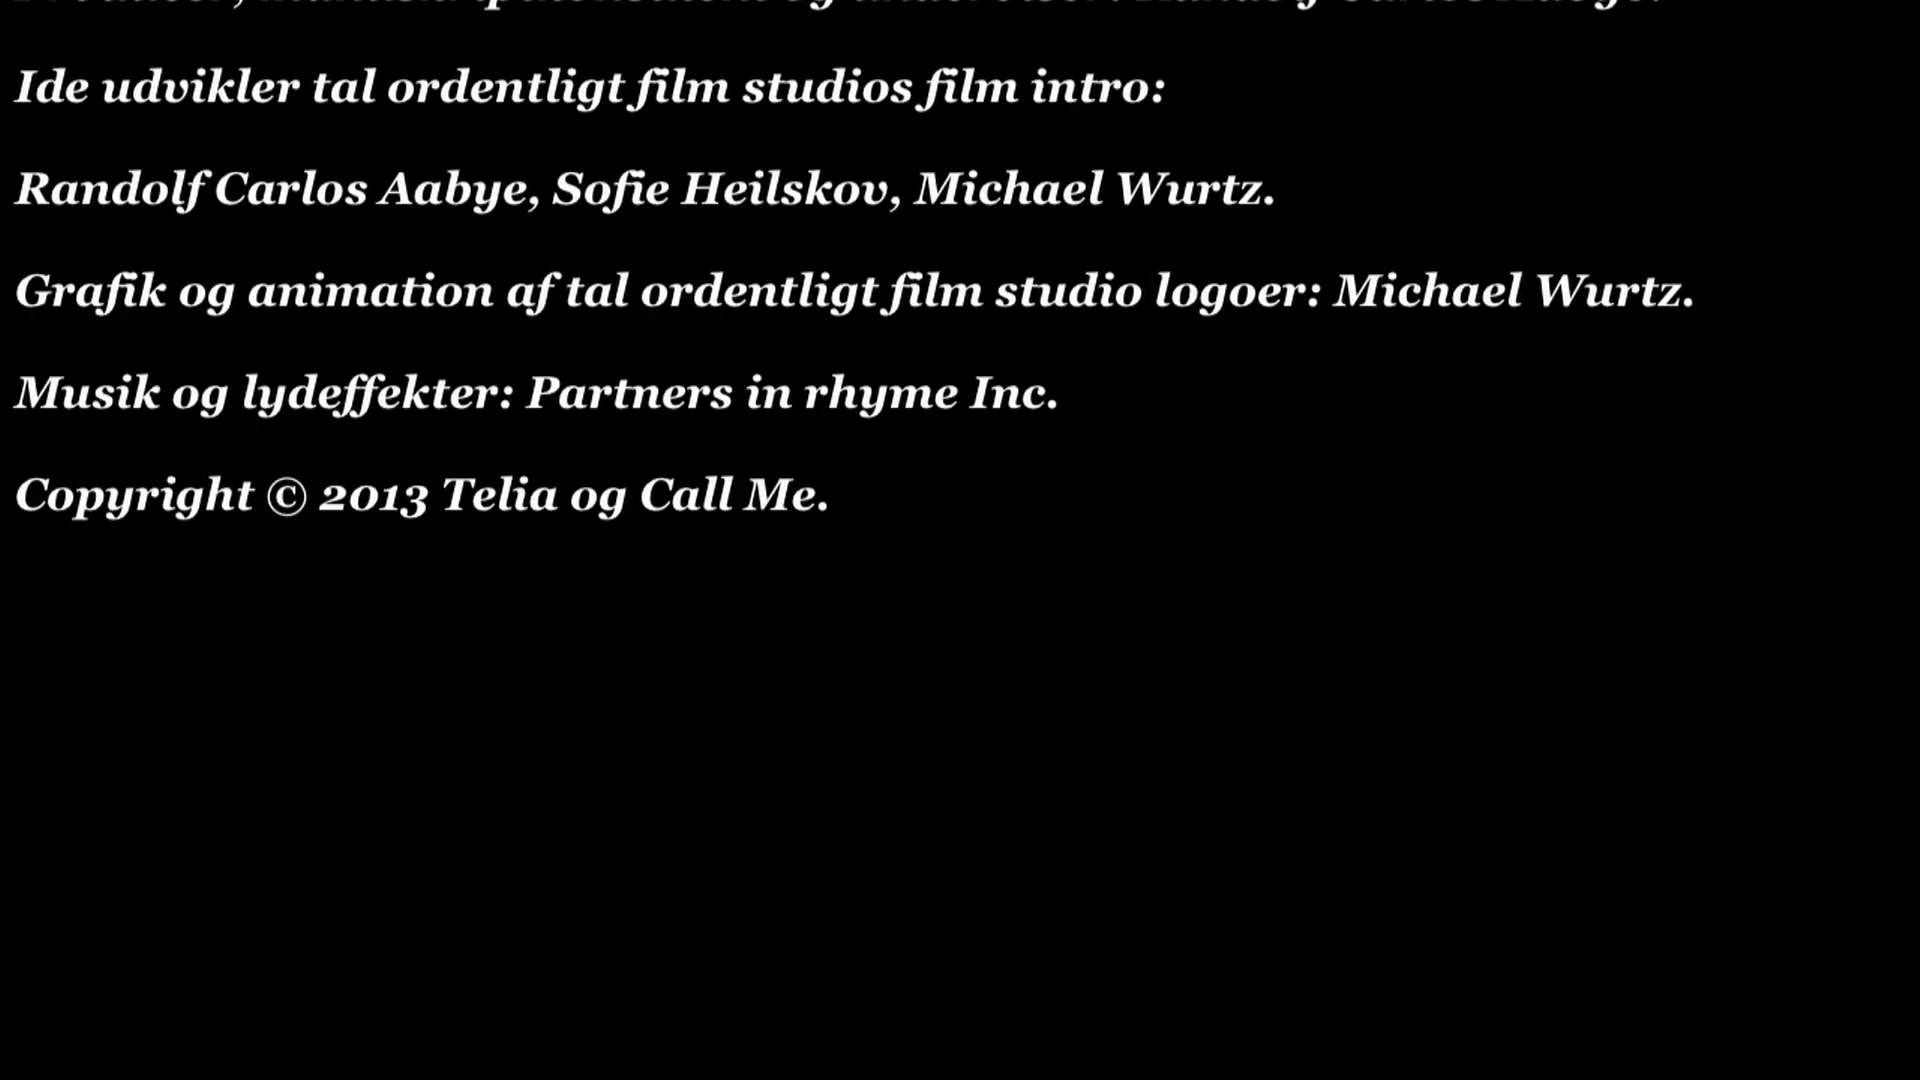 Ide udvikler tal ordentligt film studios film intro:
Randolf Carlos Aabye, Sofie Heilskov, Michael Wurtz.
Grafik og animation af tal ordentligt film studio logoer: Michael Wurtz.
Musik og lydeffekter: Partners in rhyme Inc.
Copyright © 2013 Telia og Call Me.